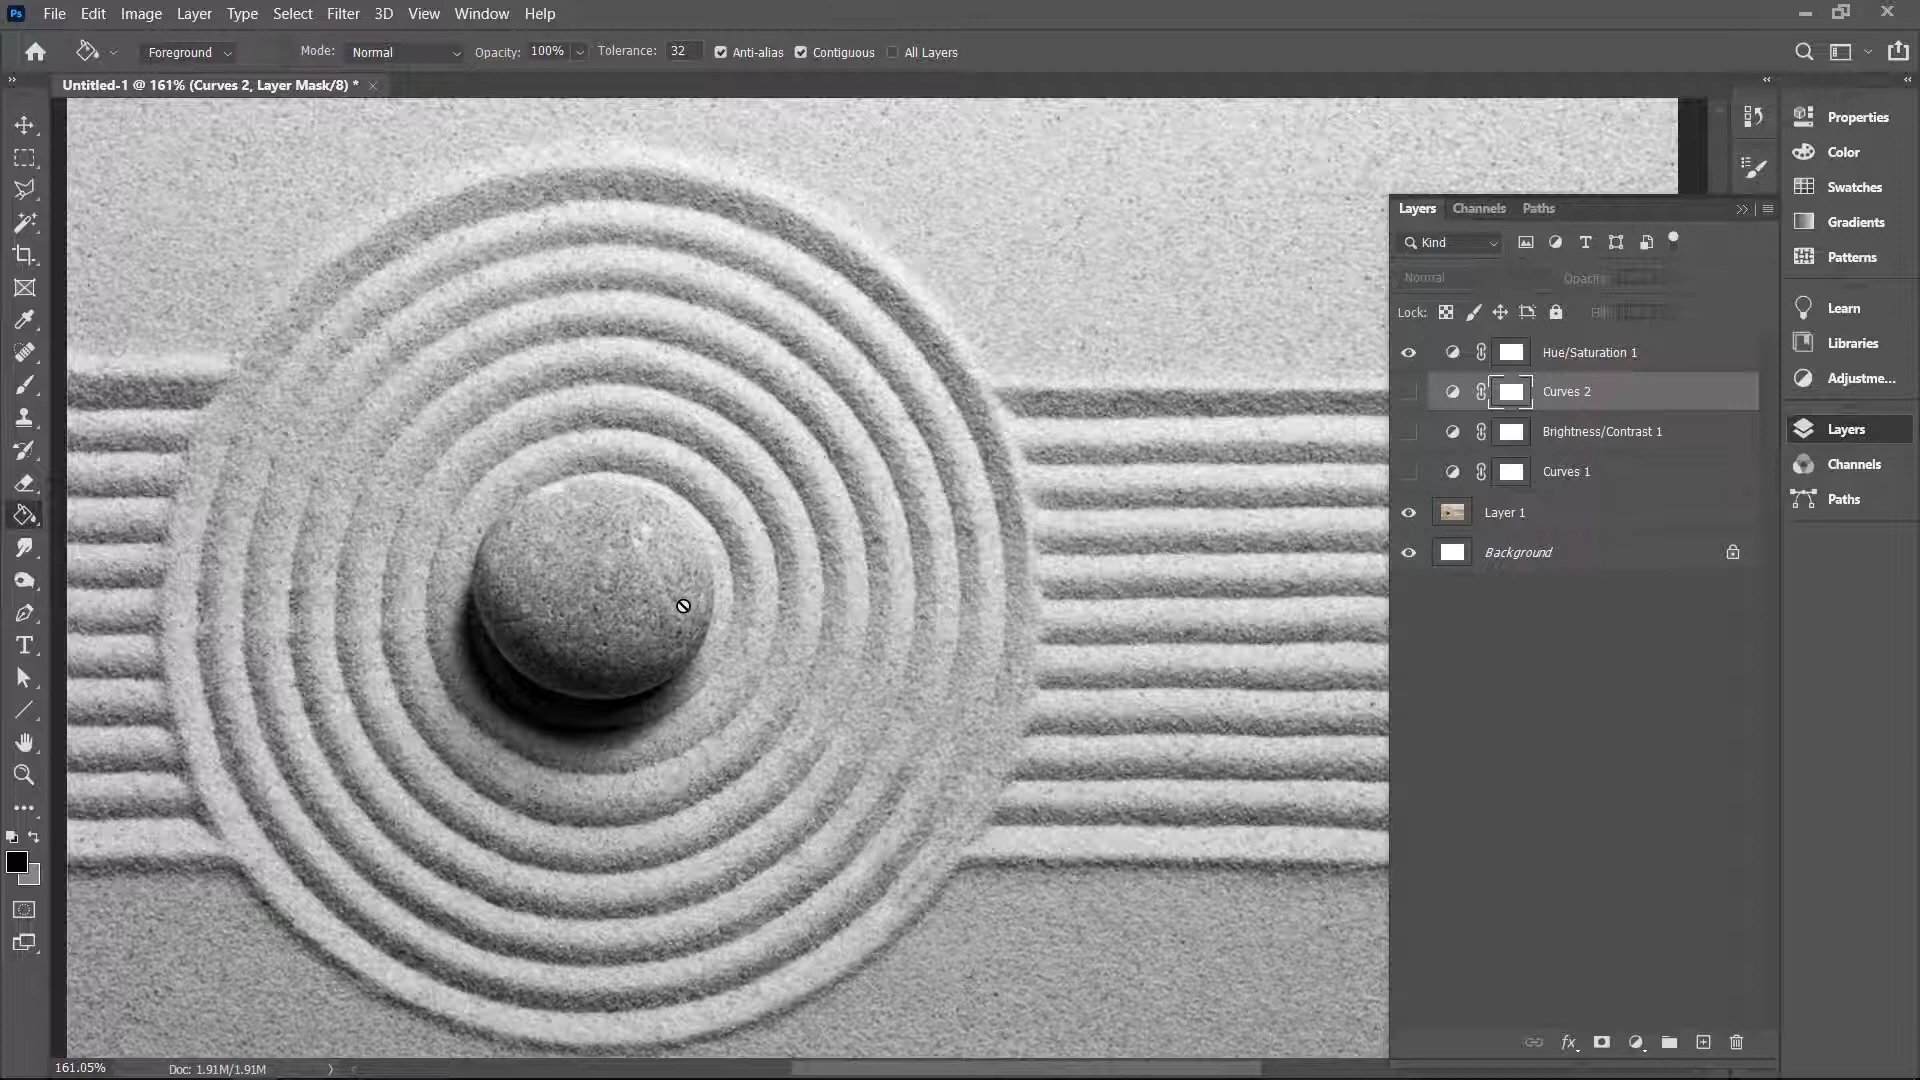 Ps File Edit Image Layer Type Select Filter 3D View Window Help
Foreground Mode: Normal Opacity: 100% Tolerance: 32 Anti-alias Contiguous All Layers
Untitled-1 @ 161% (Curves 2, Layer Mask/8) *
Properties
Color
Swatches
Gradients
Patterns
Learn
Libraries
Adjustme...
Layers
Channels
Paths
Layers Channels Paths
Kind
Normal Opacity
Lock: Fill
Hue/Saturation 1
Curves 2
Brightness/Contrast 1
Curves 1
Layer 1
Background
fx
161.05% Doc: 1.91M/1.91M